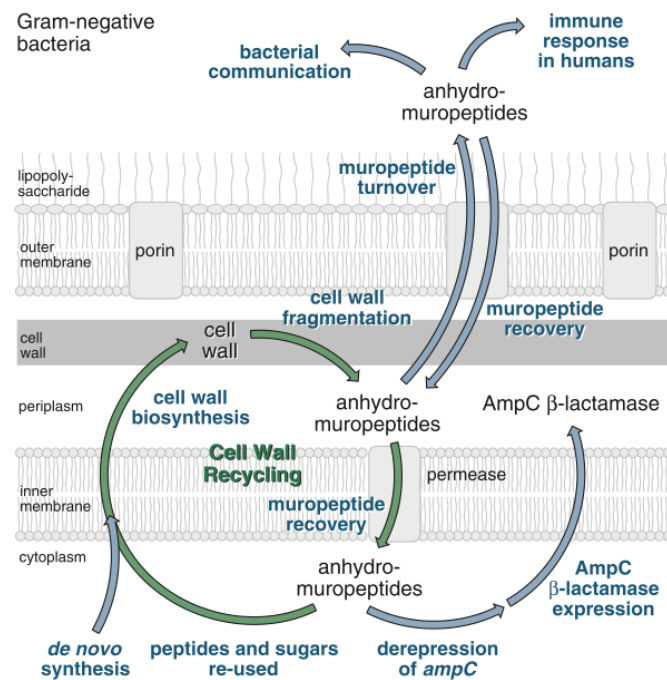 Gram-negative
bacteria
bacterial
communication
immune
response
in humans
anhydro-
muropeptides
lipopoly-
saccharide
muropeptide
turnover
outer
membrane
porin
porin
cell wall
fragmentation
muropeptide
recovery
cell
wall
cell
wall
periplasm
cell wall
biosynthesis
anhydro-
muropeptides
AmpC β-lactamase
Cell Wall
Recycling
permease
inner
membrane
muropeptide
recovery
cytoplasm
anhydro-
muropeptides
AmpC
β-lactamase
expression
de novo
synthesis
peptides and sugars
re-used
derepression
of ampC